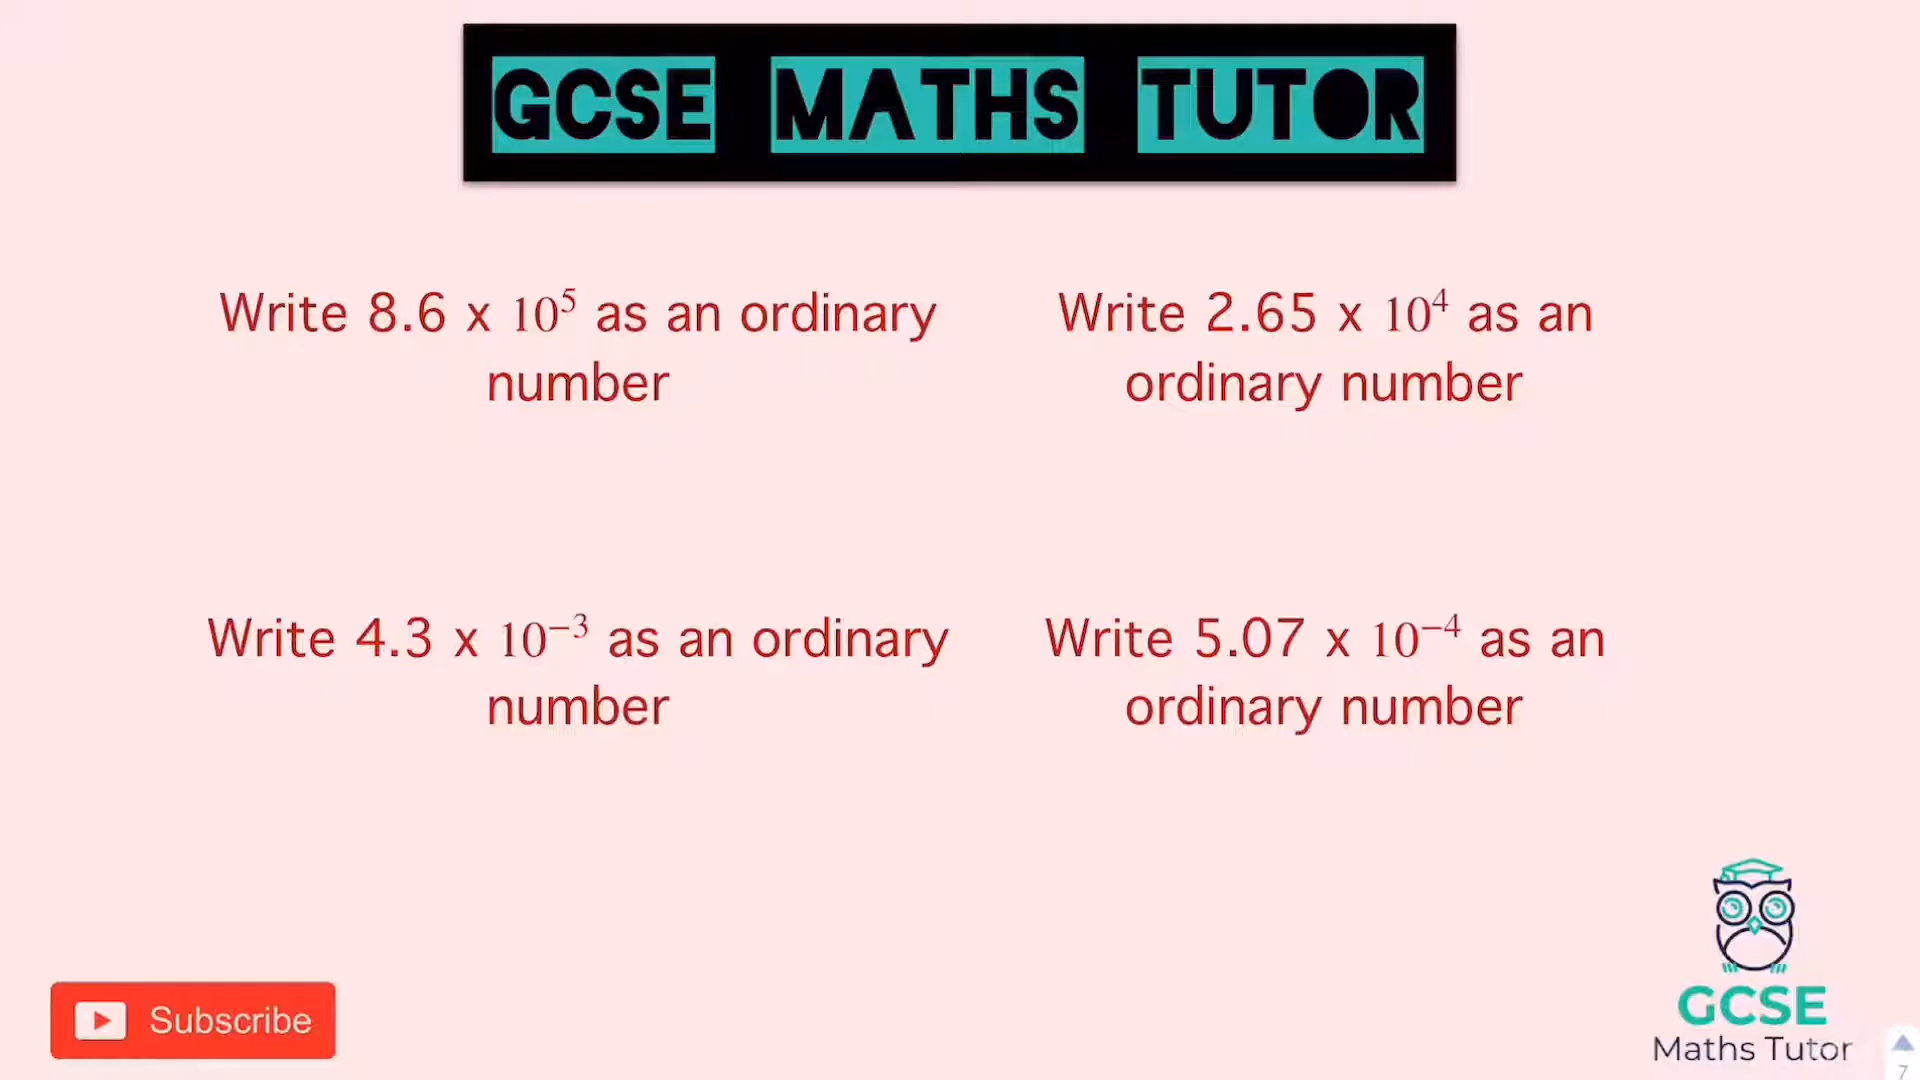 GCSE MATHS TUTOR
Write 8.6 x 10⁵ as an ordinary
number
Write 2.65 x 10⁴ as an
ordinary number
Write 4.3 x 10⁻³ as an ordinary
number
Write 5.07 x 10⁻⁴ as an
ordinary number
Subscribe
GCSE
Maths Tutor
7